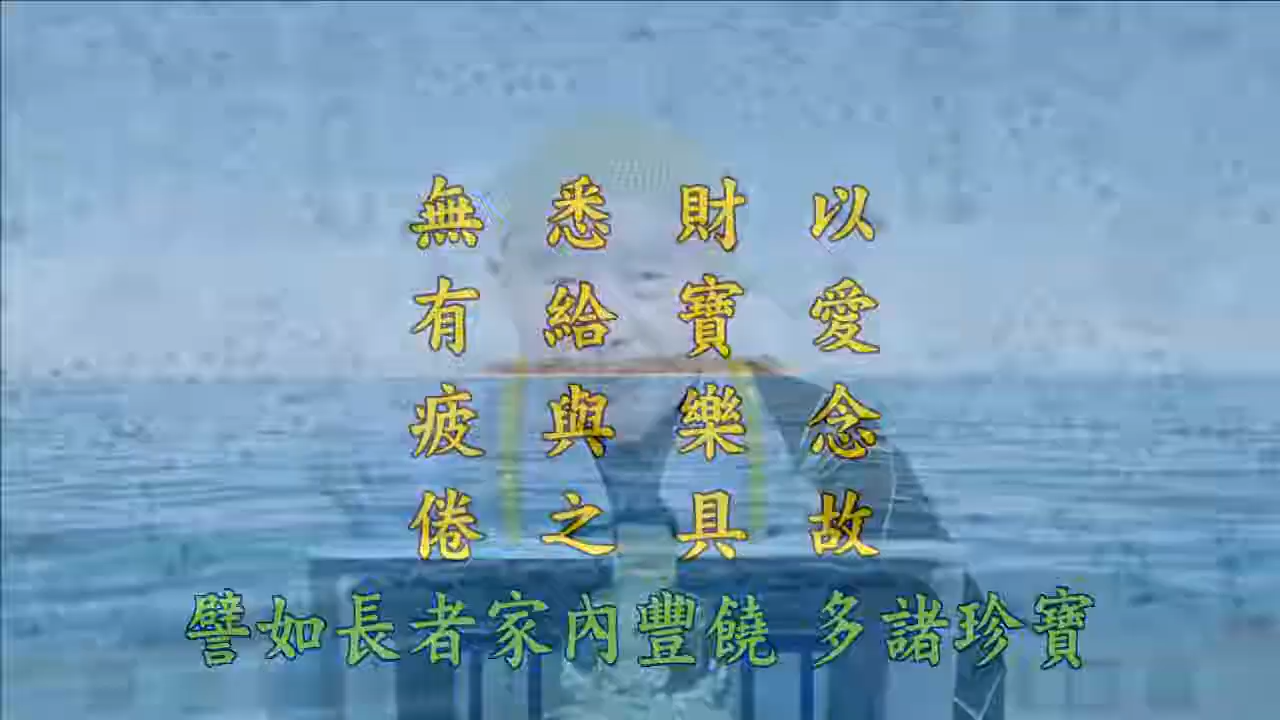 以愛念故
財寶樂具
悉給與之
無有疲倦
譬如長者家內豐饒 多諸珍寶